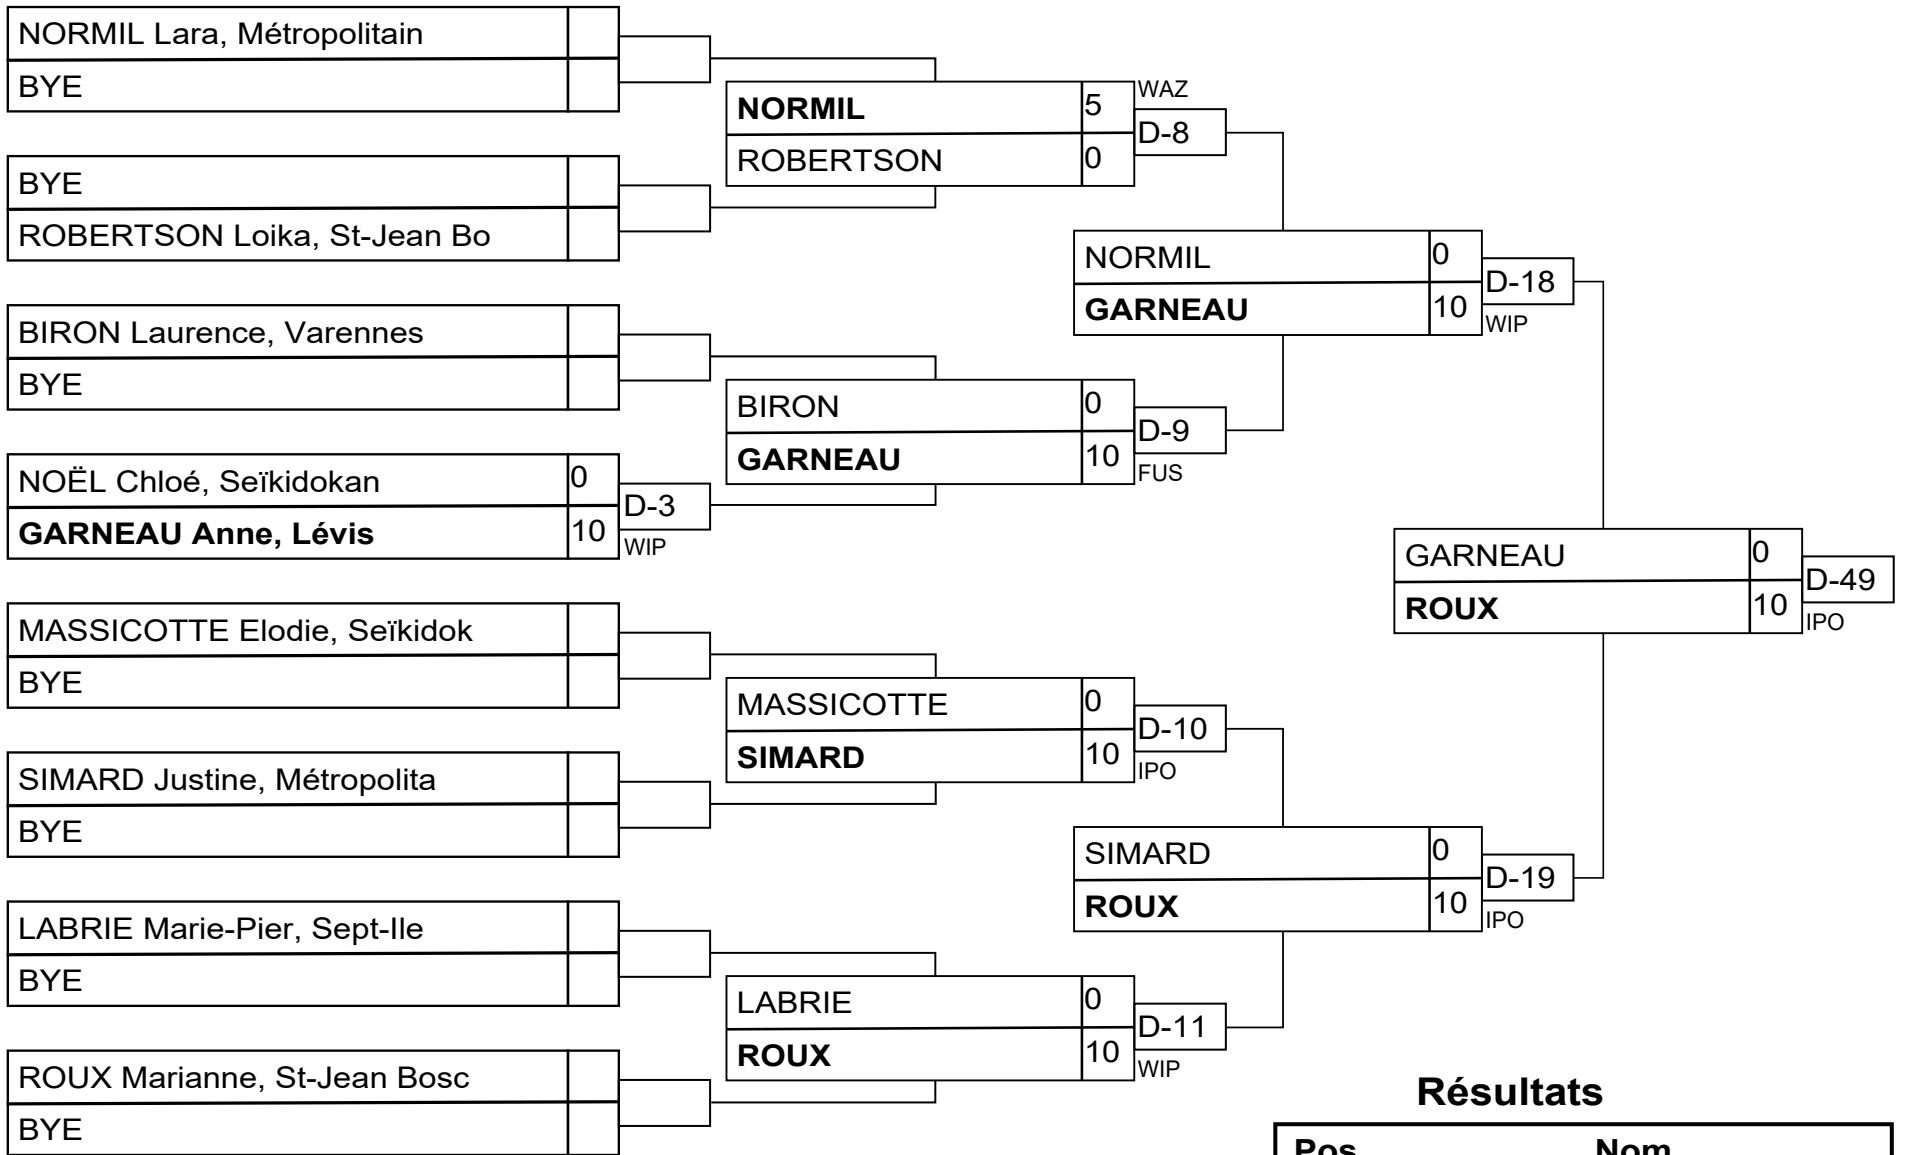 NORMIL Lara, Métropolitain
BYE
BYE
ROBERTSON Loika, St-Jean Bo
BIRON Laurence, Varennes
BYE
NOËL Chloé, Seïkidokan 0
GARNEAU Anne, Lévis 10
D-3
WIP
MASSICOTTE Elodie, Seïkidok
BYE
SIMARD Justine, Métropolita
BYE
LABRIE Marie-Pier, Sept-Ile
BYE
ROUX Marianne, St-Jean Bosc
BYE
NORMIL 5
ROBERTSON 0
WAZ
D-8
BIRON 0
GARNEAU 10
D-9
FUS
MASSICOTTE 0
SIMARD 10
D-10
IPO
LABRIE 0
ROUX 10
D-11
WIP
NORMIL 0
GARNEAU 10
D-18
WIP
SIMARD 0
ROUX 10
D-19
IPO
GARNEAU 0
ROUX 10
D-49
IPO
Résultats
Pos Nom